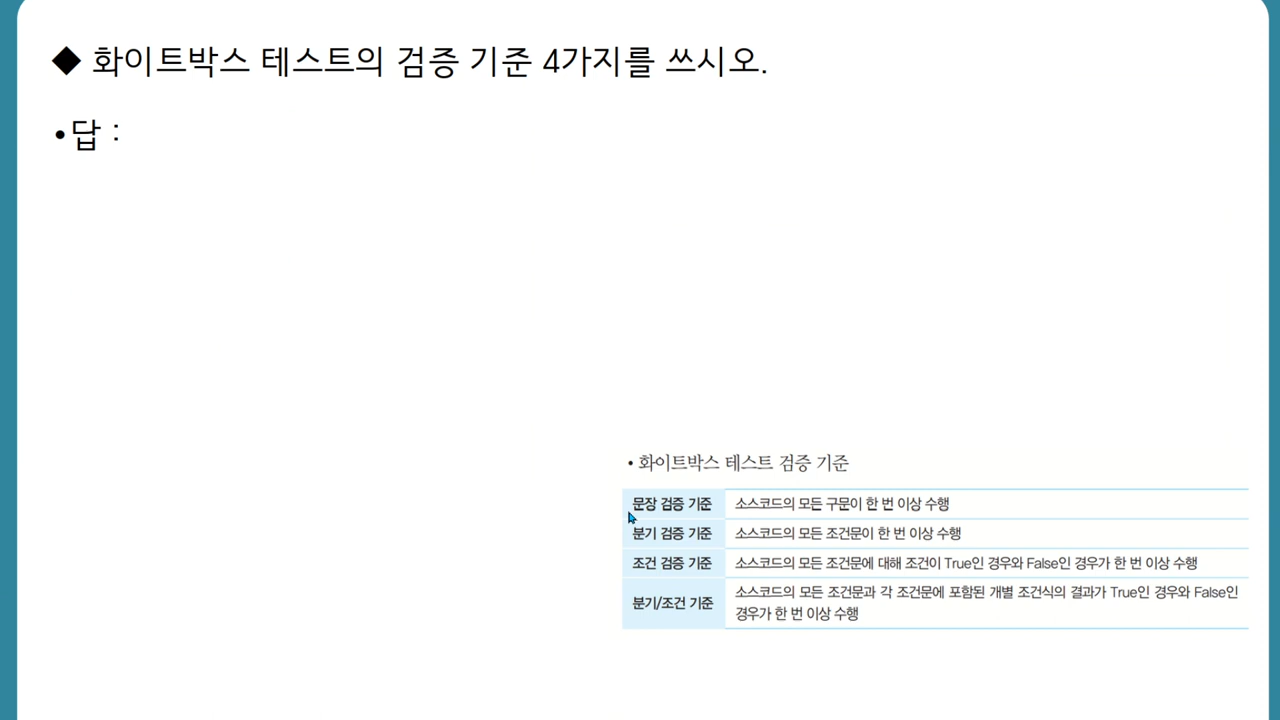 ◆ 화이트박스 테스트의 검증 기준 4가지를 쓰시오.
•답 :
• 화이트박스 테스트 검증 기준
문장 검증 기준 소스코드의 모든 구문이 한 번 이상 수행
분기 검증 기준 소스코드의 모든 조건문이 한 번 이상 수행
조건 검증 기준 소스코드의 모든 조건문에 대해 조건이 True인 경우와 False인 경우가 한 번 이상 수행
분기/조건 기준 소스코드의 모든 조건문과 각 조건문에 포함된 개별 조건식의 결과가 True인 경우와 False인
경우가 한 번 이상 수행